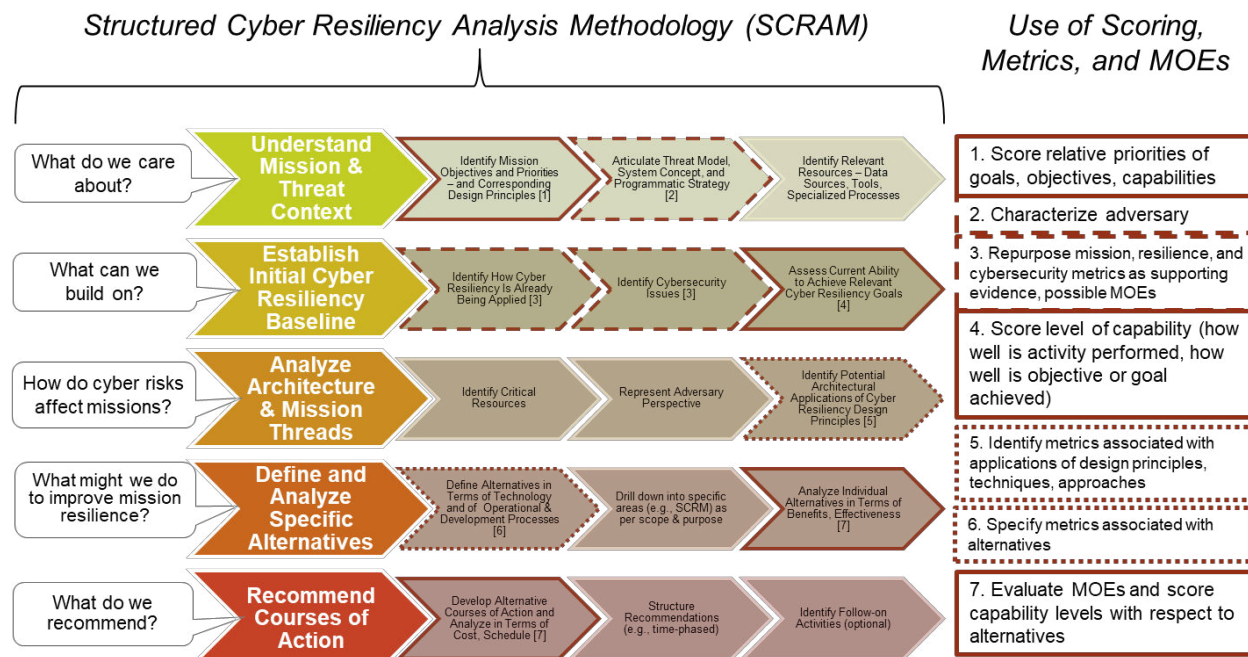 Structured Cyber Resiliency Analysis Methodology (SCRAM)
Use of Scoring,
Metrics, and MOEs
What do we care
about?
Understand
Mission &
Threat
Context
Identify Mission
Objectives and Priorities
– and Corresponding
Design Principles [1]
Articulate Threat Model,
System Concept, and
Programmatic Strategy
[2]
Identify Relevant
Resources – Data
Sources, Tools,
Specialized Processes
What can we
build on?
Establish
Initial Cyber
Resiliency
Baseline
Identify How Cyber
Resiliency Is Already
Being Applied [3]
Identify Cybersecurity
Issues [3]
Assess Current Ability
to Achieve Relevant
Cyber Resiliency Goals
[4]
How do cyber risks
affect missions?
Analyze
Architecture
& Mission
Threads
Identify Critical
Resources
Represent Adversary
Perspective
Identify Potential
Architectural
Applications of Cyber
Resiliency Design
Principles [5]
What might we do
to improve mission
resilience?
Define and
Analyze
Specific
Alternatives
Define Alternatives in
Terms of Technology
and of Operational &
Development Processes
[6]
Drill down into specific
areas (e.g., SCRM) as
per scope & purpose
Analyze Individual
Alternatives in Terms of
Benefits, Effectiveness
[7]
What do we
recommend?
Recommend
Courses of
Action
Develop Alternative
Courses of Action and
Analyze in Terms of
Cost, Schedule [7]
Structure
Recommendations
(e.g., time-phased)
Identify Follow-on
Activities (optional)
1. Score relative priorities of
goals, objectives, capabilities
2. Characterize adversary
3. Repurpose mission, resilience, and
cybersecurity metrics as supporting
evidence, possible MOEs
4. Score level of capability (how
well is activity performed, how
well is objective or goal
achieved)
5. Identify metrics associated with
applications of design principles,
techniques, approaches
6. Specify metrics associated with
alternatives
7. Evaluate MOEs and score
capability levels with respect to
alternatives